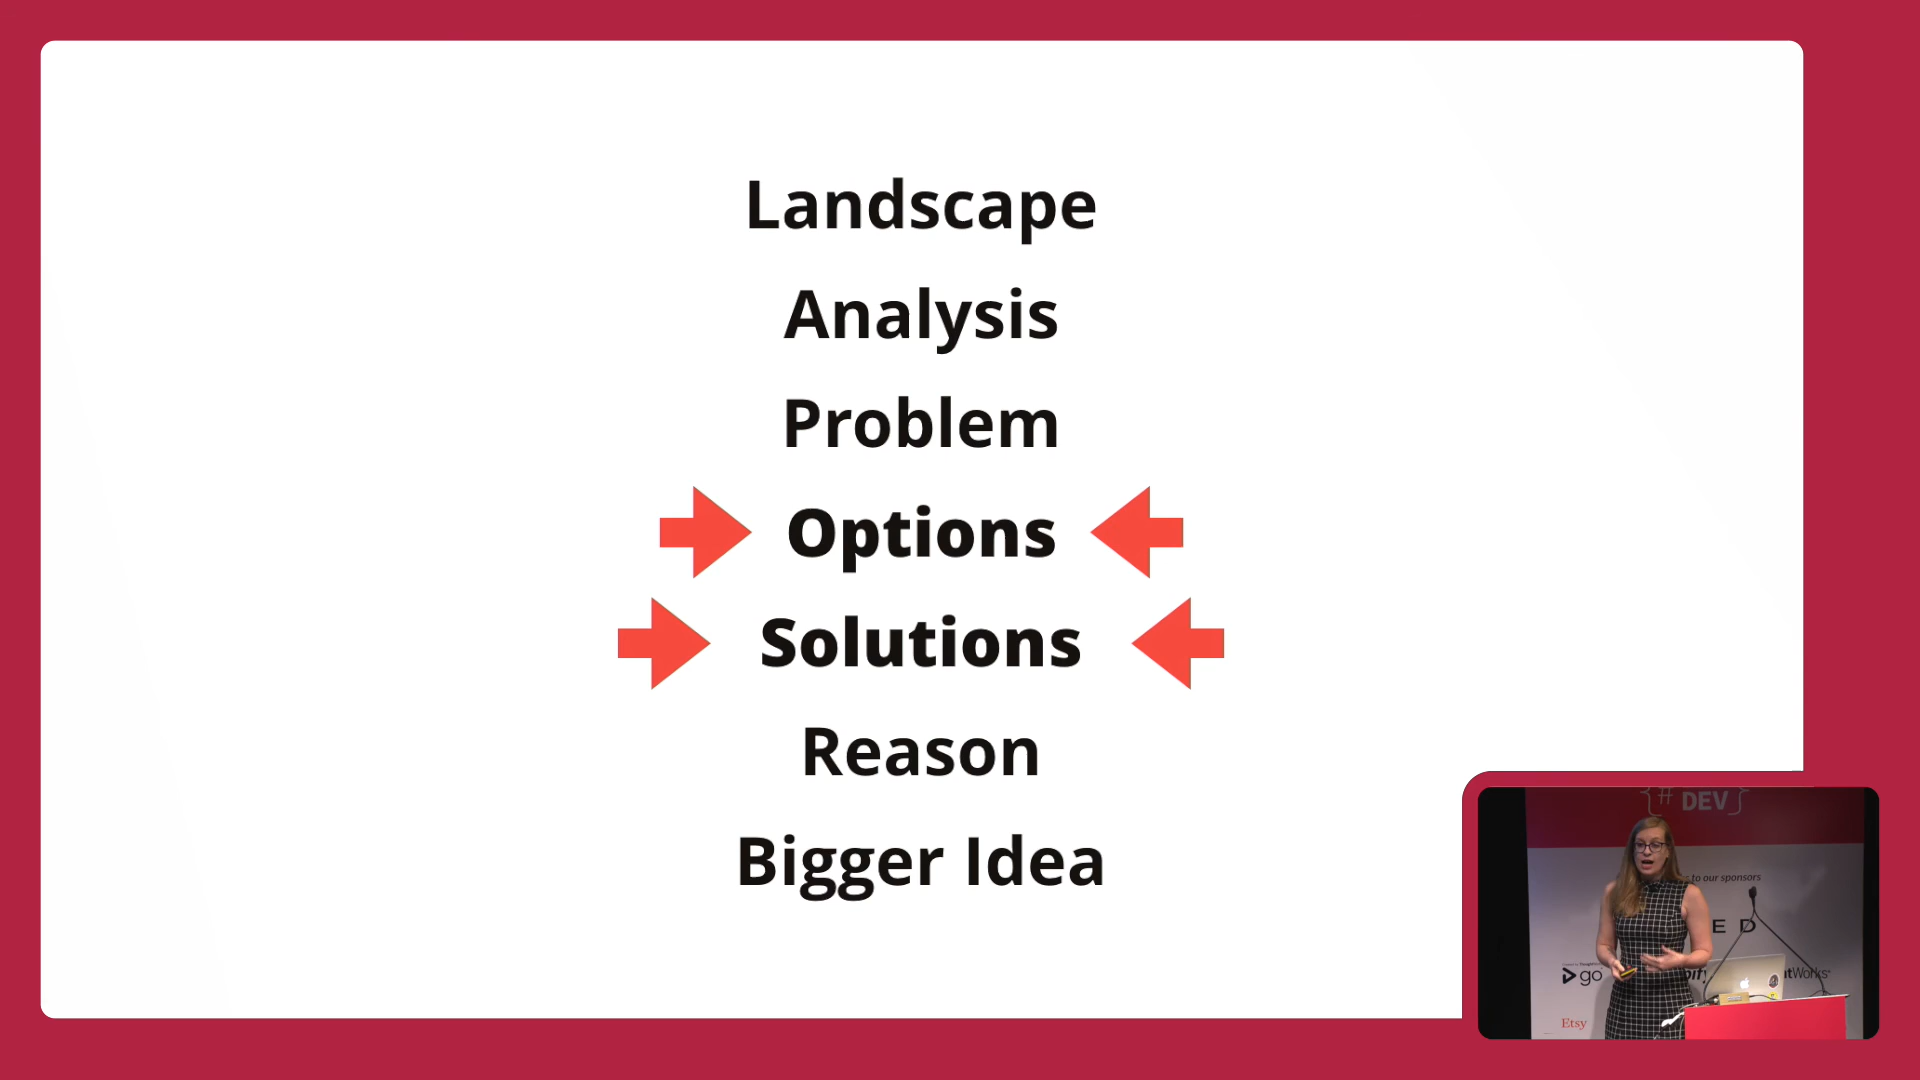 Landscape
Analysis
Problem
Options
Solutions
Reason
Bigger Idea
{# DEV}
to our sponsors
E D
go
Etsy